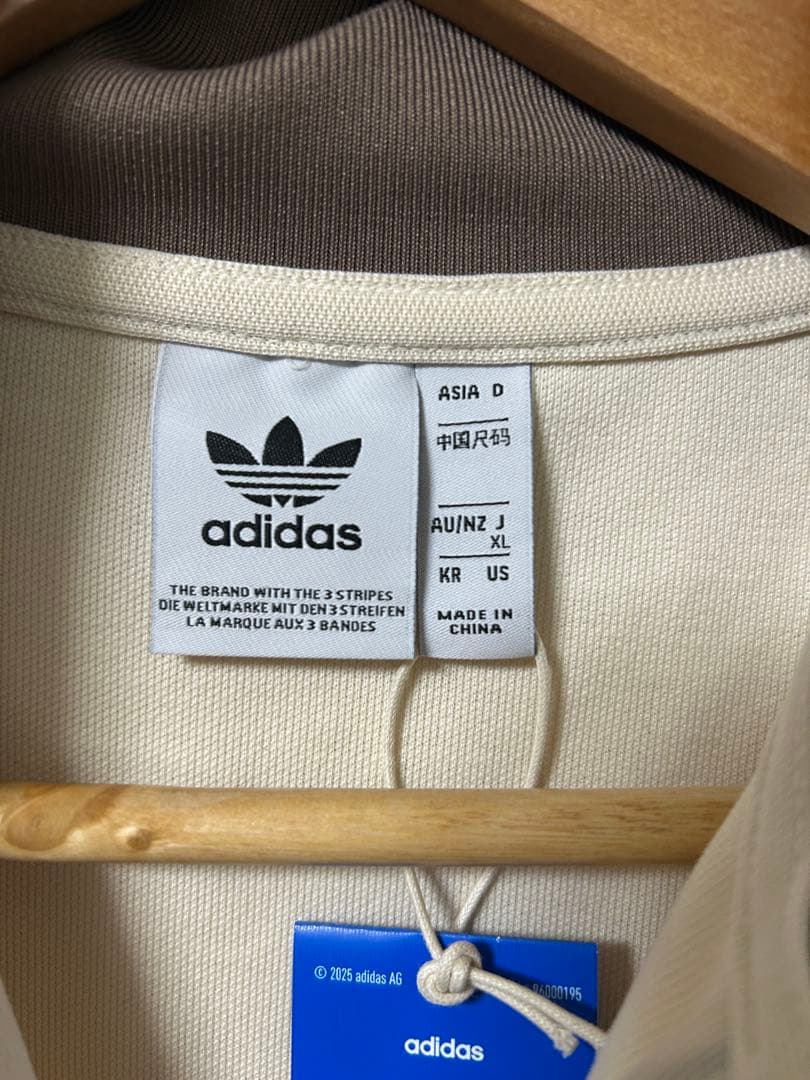 adidas
THE BRAND WITH THE 3 STRIPES
DIE WELTMARKE MIT DEN 3 STREIFEN
LA MARQUE AUX 3 BANDES
ASIA D
中国尺码
AU/NZ J
XL
KR US
MADE IN
CHINA
© 2025 adidas AG
96000195
adidas